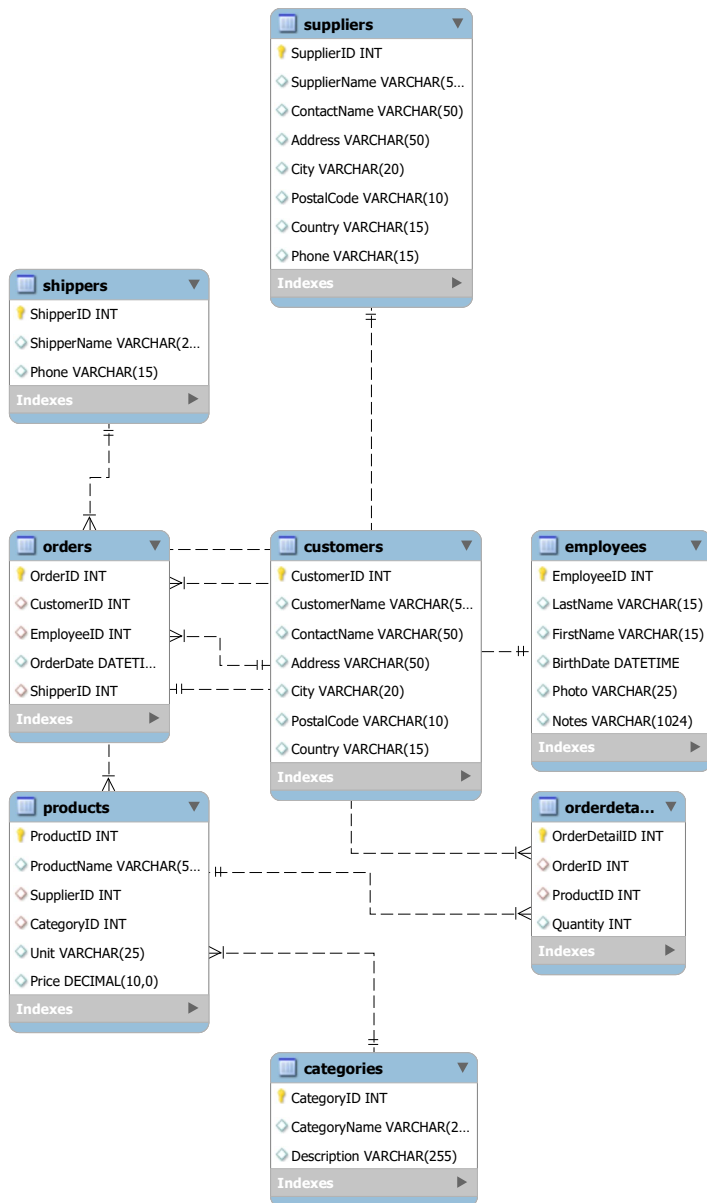 suppliers
SupplierID INT
SupplierName VARCHAR(5...
ContactName VARCHAR(50)
Address VARCHAR(50)
City VARCHAR(20)
PostalCode VARCHAR(10)
Country VARCHAR(15)
Phone VARCHAR(15)
Indexes
shippers
ShipperID INT
ShipperName VARCHAR(2...
Phone VARCHAR(15)
Indexes
orders
OrderID INT
CustomerID INT
EmployeeID INT
OrderDate DATETI...
ShipperID INT
Indexes
customers
CustomerID INT
CustomerName VARCHAR(5...
ContactName VARCHAR(50)
Address VARCHAR(50)
City VARCHAR(20)
PostalCode VARCHAR(10)
Country VARCHAR(15)
Indexes
employees
EmployeeID INT
LastName VARCHAR(15)
FirstName VARCHAR(15)
BirthDate DATETIME
Photo VARCHAR(25)
Notes VARCHAR(1024)
Indexes
products
ProductID INT
ProductName VARCHAR(5...
SupplierID INT
CategoryID INT
Unit VARCHAR(25)
Price DECIMAL(10,0)
Indexes
orderdeta...
OrderDetailID INT
OrderID INT
ProductID INT
Quantity INT
Indexes
categories
CategoryID INT
CategoryName VARCHAR(2...
Description VARCHAR(255)
Indexes